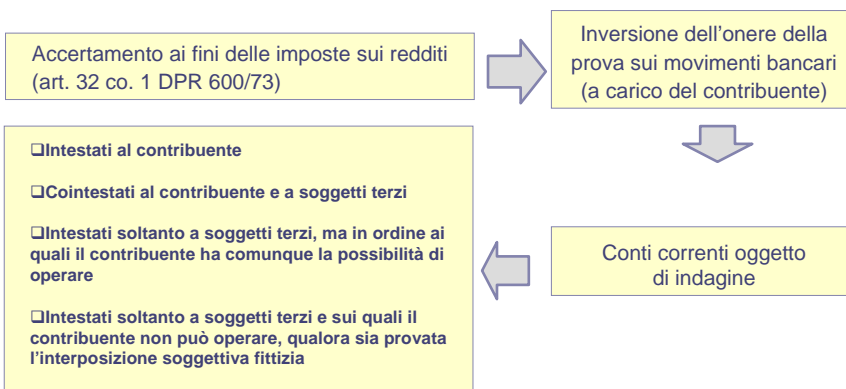 Accertamento ai fini delle imposte sui redditi
(art. 32 co. 1 DPR 600/73)
Inversione dell'onere della
prova sui movimenti bancari
(a carico del contribuente)
Conti correnti oggetto
di indagine
❑Intestati al contribuente
❑Cointestati al contribuente e a soggetti terzi
❑Intestati soltanto a soggetti terzi, ma in ordine ai
quali il contribuente ha comunque la possibilità di
operare
❑Intestati soltanto a soggetti terzi e sui quali il
contribuente non può operare, qualora sia provata
l'interposizione soggettiva fittizia